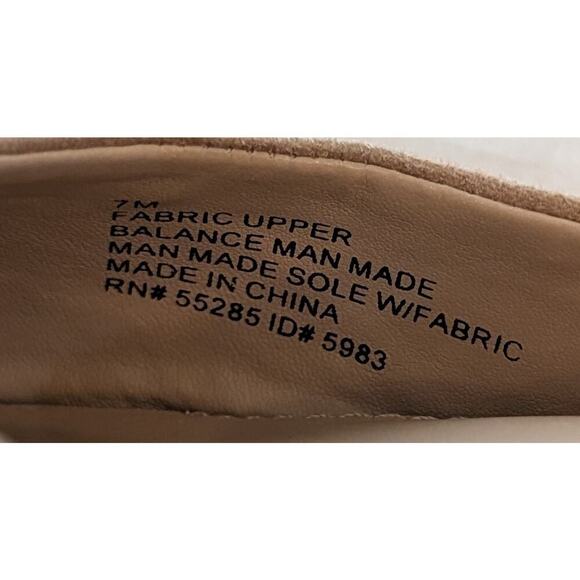 7M
FABRIC UPPER
BALANCE MAN MADE
MAN MADE SOLE W/FABRIC
MADE IN CHINA
RN# 55285 ID# 5983